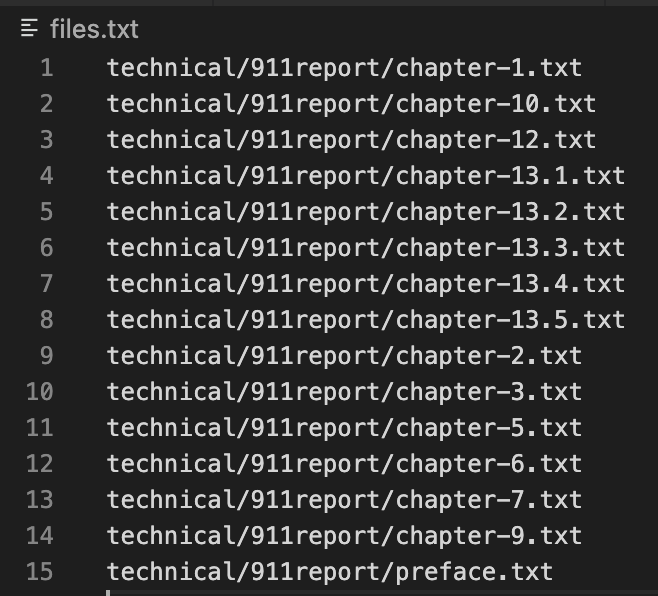 files.txt
1 technical/911report/chapter-1.txt
2 technical/911report/chapter-10.txt
3 technical/911report/chapter-12.txt
4 technical/911report/chapter-13.1.txt
5 technical/911report/chapter-13.2.txt
6 technical/911report/chapter-13.3.txt
7 technical/911report/chapter-13.4.txt
8 technical/911report/chapter-13.5.txt
9 technical/911report/chapter-2.txt
10 technical/911report/chapter-3.txt
11 technical/911report/chapter-5.txt
12 technical/911report/chapter-6.txt
13 technical/911report/chapter-7.txt
14 technical/911report/chapter-9.txt
15 technical/911report/preface.txt